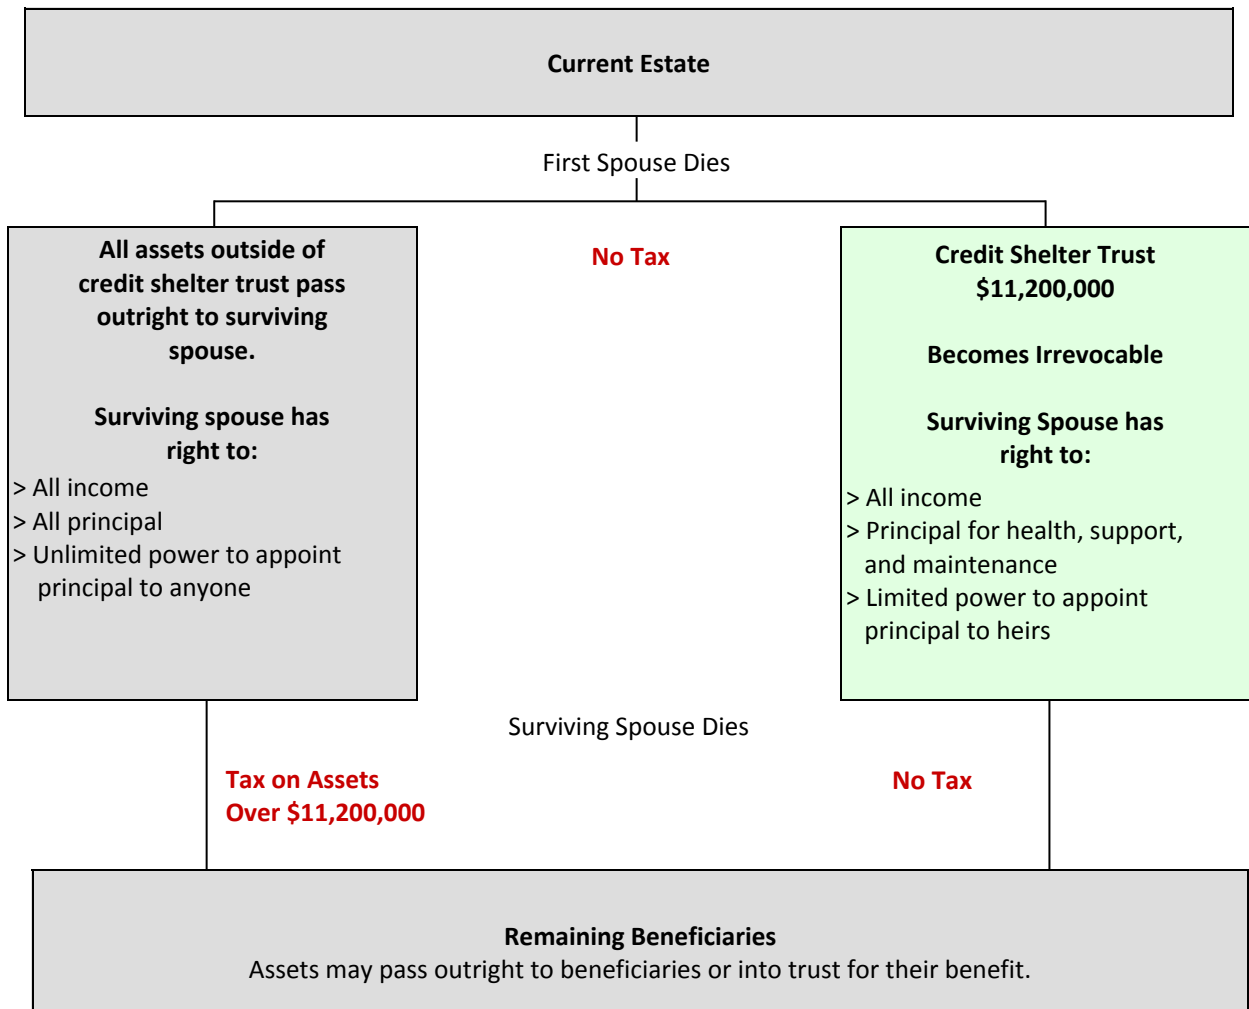 Current Estate
First Spouse Dies
All assets outside of
credit shelter trust pass
outright to surviving
spouse.
Surviving spouse has
right to:
> All income
> All principal
> Unlimited power to appoint
principal to anyone
No Tax
Credit Shelter Trust
$11,200,000
Becomes Irrevocable
Surviving Spouse has
right to:
> All income
> Principal for health, support,
and maintenance
> Limited power to appoint
principal to heirs
Surviving Spouse Dies
Tax on Assets
Over $11,200,000
No Tax
Remaining Beneficiaries
Assets may pass outright to beneficiaries or into trust for their benefit.